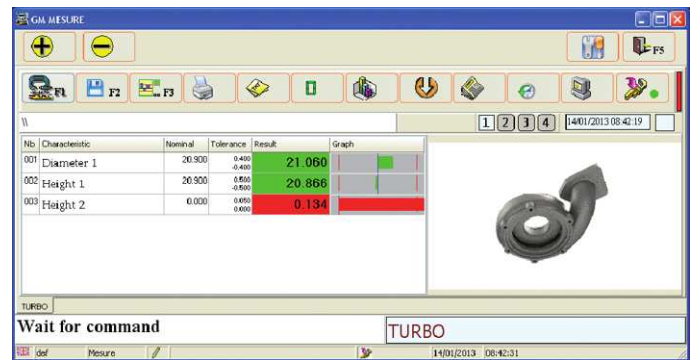 GM MESURE
F5
F1 F2 F3
\\ 1 2 3 4 14/01/2013 08:42:19
Nb Characteristic Nominal Tolerance Result Graph
001 Diameter 1 20.900 0.400 -0.400 21.060
002 Height 1 20.900 0.500 -0.500 20.866
003 Height 2 0.000 0.050 0.000 0.134
TURBO
Wait for command TURBO
def Mesure 14/01/2013 08:42:31